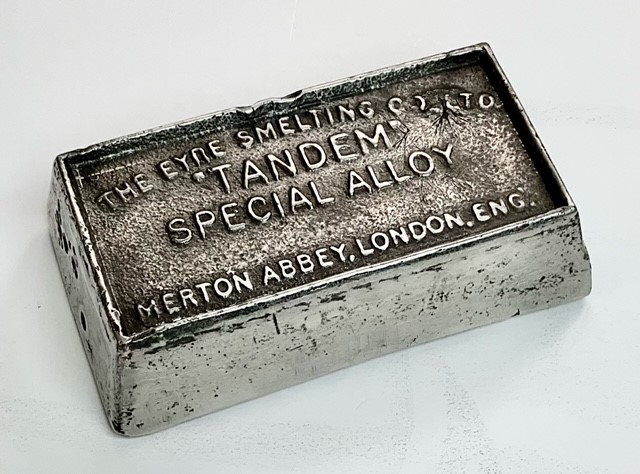 THE EYRE SMELTING CO. LTD.
"TANDEM"
SPECIAL ALLOY
MERTON ABBEY, LONDON, ENG.